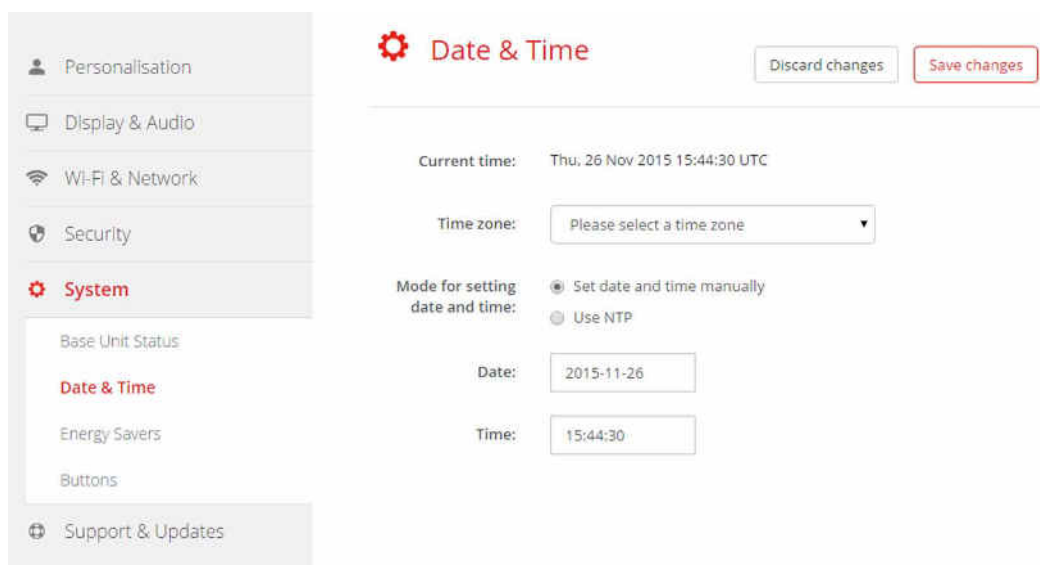 Personalisation
Display & Audio
Wi-Fi & Network
Security
System
Base Unit Status
Date & Time
Energy Savers
Buttons
Support & Updates
Date & Time
Discard changes
Save changes
Current time: Thu, 26 Nov 2015 15:44:30 UTC
Time zone: Please select a time zone
Mode for setting
date and time:
Set date and time manually
Use NTP
Date: 2015-11-26
Time: 15:44:30